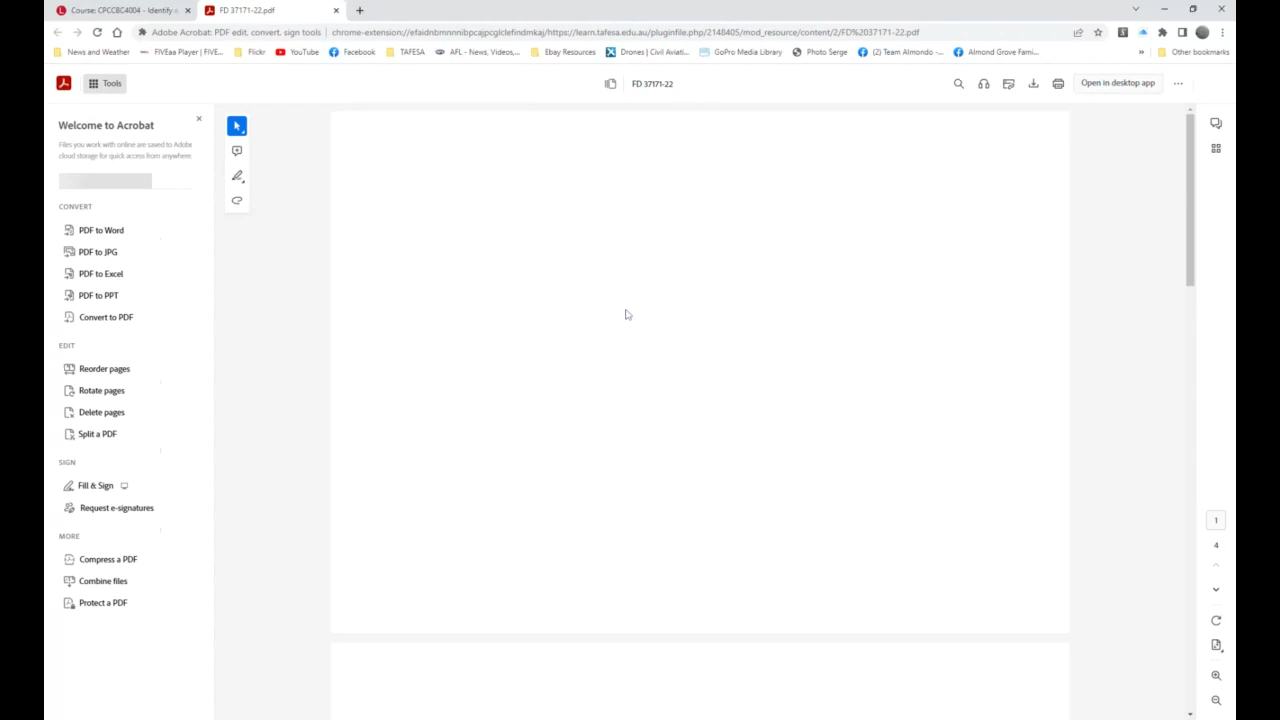 Course: CPCCBC4004 - Identify a
FD 37171-22.pdf
Adobe Acrobat: PDF edit, convert, sign tools | chrome-extension://efaidnbmnnnibpcajpcglclefindmkaj/https://learn.tafesa.edu.au/pluginfile.php/2148405/mod_resource/content/2/FD%2037171-22.pdf
News and Weather
FIVEaa Player | FIVE...
Flickr
YouTube
Facebook
TAFESA
AFL - News, Videos,...
Ebay Resources
Drones | Civil Aviati...
GoPro Media Library
Photo Serge
(2) Team Almondo -...
Almond Grove Fami...
»
Other bookmarks
Tools
FD 37171-22
Open in desktop app
Welcome to Acrobat
Files you work with online are saved to Adobe
cloud storage for quick access from anywhere.
CONVERT
PDF to Word
PDF to JPG
PDF to Excel
PDF to PPT
Convert to PDF
EDIT
Reorder pages
Rotate pages
Delete pages
Split a PDF
SIGN
Fill & Sign
Request e-signatures
MORE
Compress a PDF
Combine files
Protect a PDF
1
4